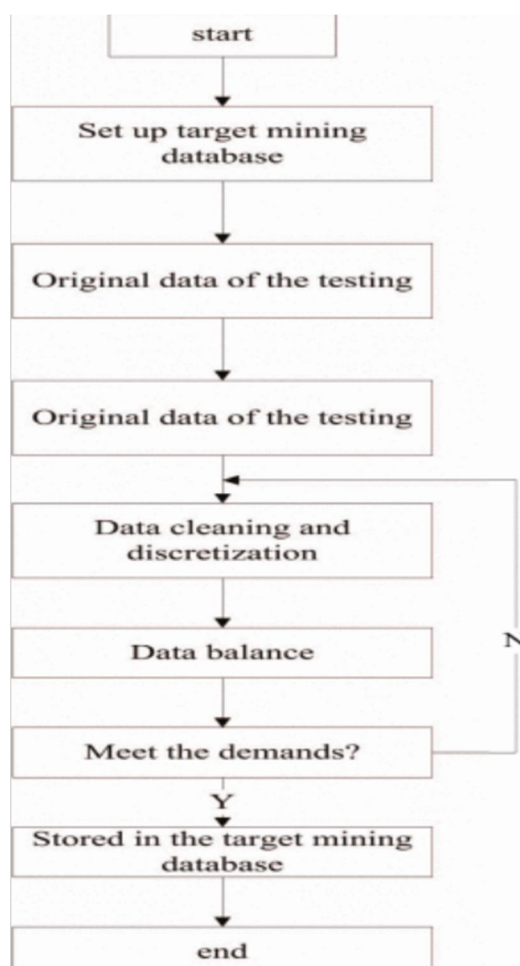 start
Set up target mining
database
Original data of the testing
Original data of the testing
Data cleaning and
discretization
Data balance
N
Meet the demands?
Y
Stored in the target mining
database
end